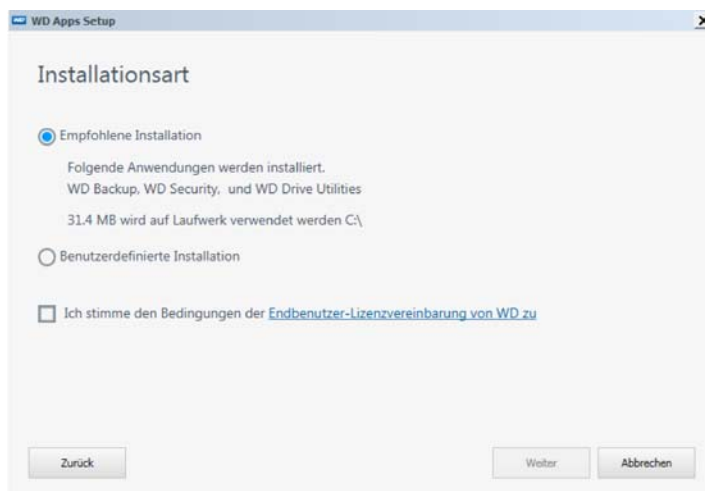 WD Apps Setup
Installationsart
Empfohlene Installation
Folgende Anwendungen werden installiert.
WD Backup, WD Security, und WD Drive Utilities
31.4 MB wird auf Laufwerk verwendet werden C:\
Benutzerdefinierte Installation
Ich stimme den Bedingungen der Endbenutzer-Lizenzvereinbarung von WD zu
Zurück
Weiter
Abbrechen